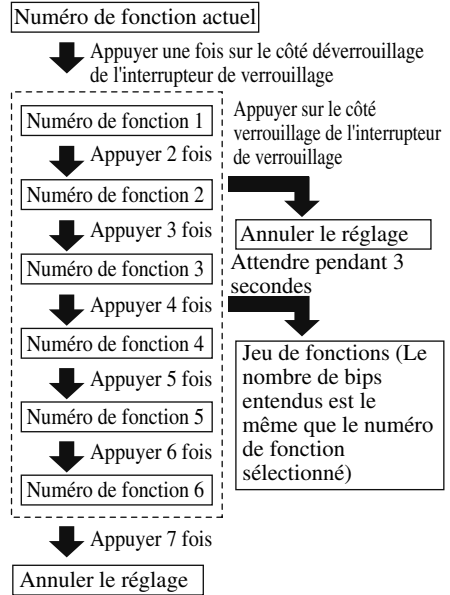 Numéro de fonction actuel
Appuyer une fois sur le côté déverrouillage
de l'interrupteur de verrouillage
Numéro de fonction 1
Appuyer 2 fois
Numéro de fonction 2
Appuyer 3 fois
Numéro de fonction 3
Appuyer 4 fois
Numéro de fonction 4
Appuyer 5 fois
Numéro de fonction 5
Appuyer 6 fois
Numéro de fonction 6
Appuyer 7 fois
Annuler le réglage
Appuyer sur le côté
verrouillage de l'interrupteur
de verrouillage
Annuler le réglage
Attendre pendant 3
secondes
Jeu de fonctions (Le
nombre de bips
entendus est le
même que le numéro
de fonction
sélectionné)